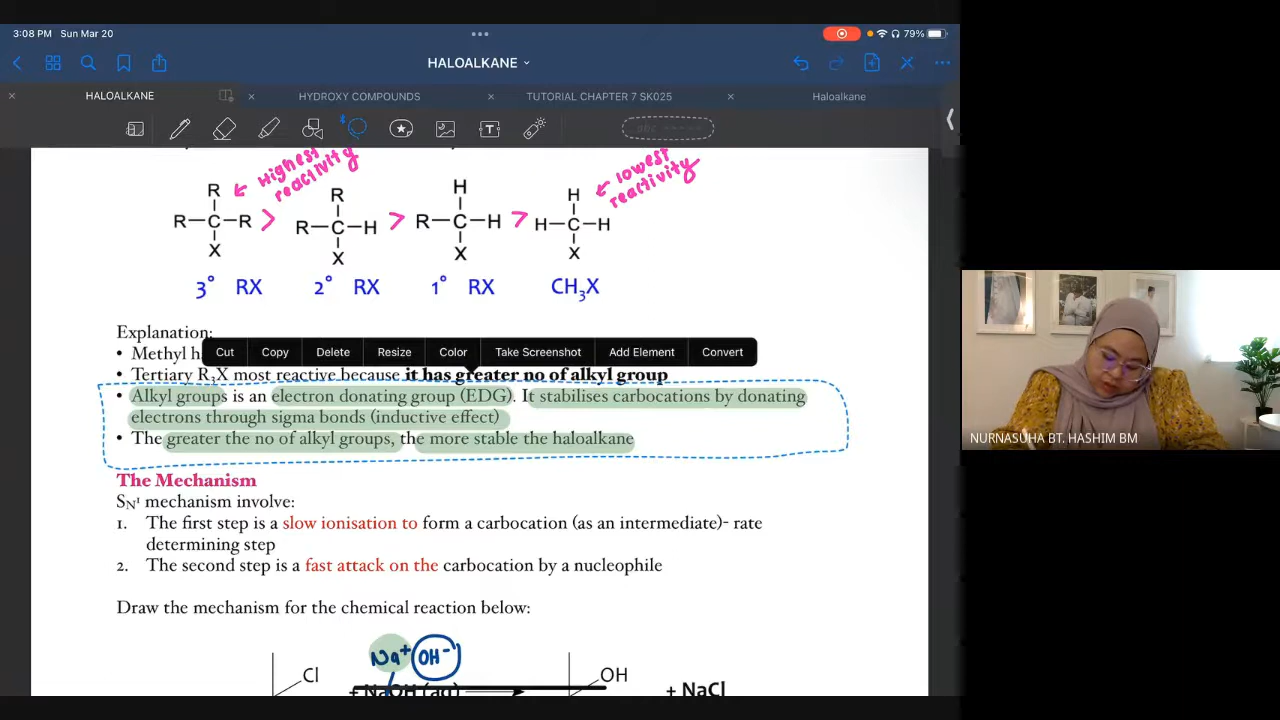 3:08 PM Sun Mar 20
79%
HALOALKANE
HALOALKANE
HYDROXY COMPOUNDS
TUTORIAL CHAPTER 7 SK025
Haloalkane
Highest reactivity
lowest reactivity
R
R—C—R
X
>
R
R—C—H
X
>
H
R—C—H
X
>
H
H—C—H
X
3° RX
2° RX
1° RX
CH₃X
Explanation:
• Methyl h
Cut Copy Delete Resize Color Take Screenshot Add Element Convert
• Tertiary R₃X most reactive because it has greater no of alkyl group
• Alkyl groups is an electron donating group (EDG). It stabilises carbocations by donating
electrons through sigma bonds (inductive effect)
• The greater the no of alkyl groups, the more stable the haloalkane
The Mechanism
SN¹ mechanism involve:
1. The first step is a slow ionisation to form a carbocation (as an intermediate)- rate
determining step
2. The second step is a fast attack on the carbocation by a nucleophile
Draw the mechanism for the chemical reaction below:
Na⁺ OH⁻
Cl + NaOH (aq) OH + NaCl
NURNASUHA BT. HASHIM BM